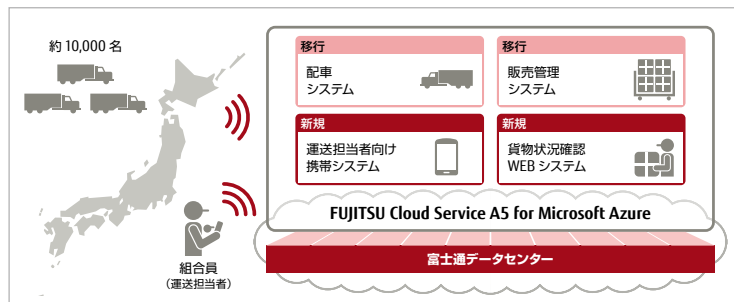 約 10,000 名
移行
配車
システム
移行
販売管理
システム
新規
運送担当者向け
携帯システム
新規
貨物状況確認
WEB システム
FUJITSU Cloud Service A5 for Microsoft Azure
富士通データセンター
組合員
（運送担当者）